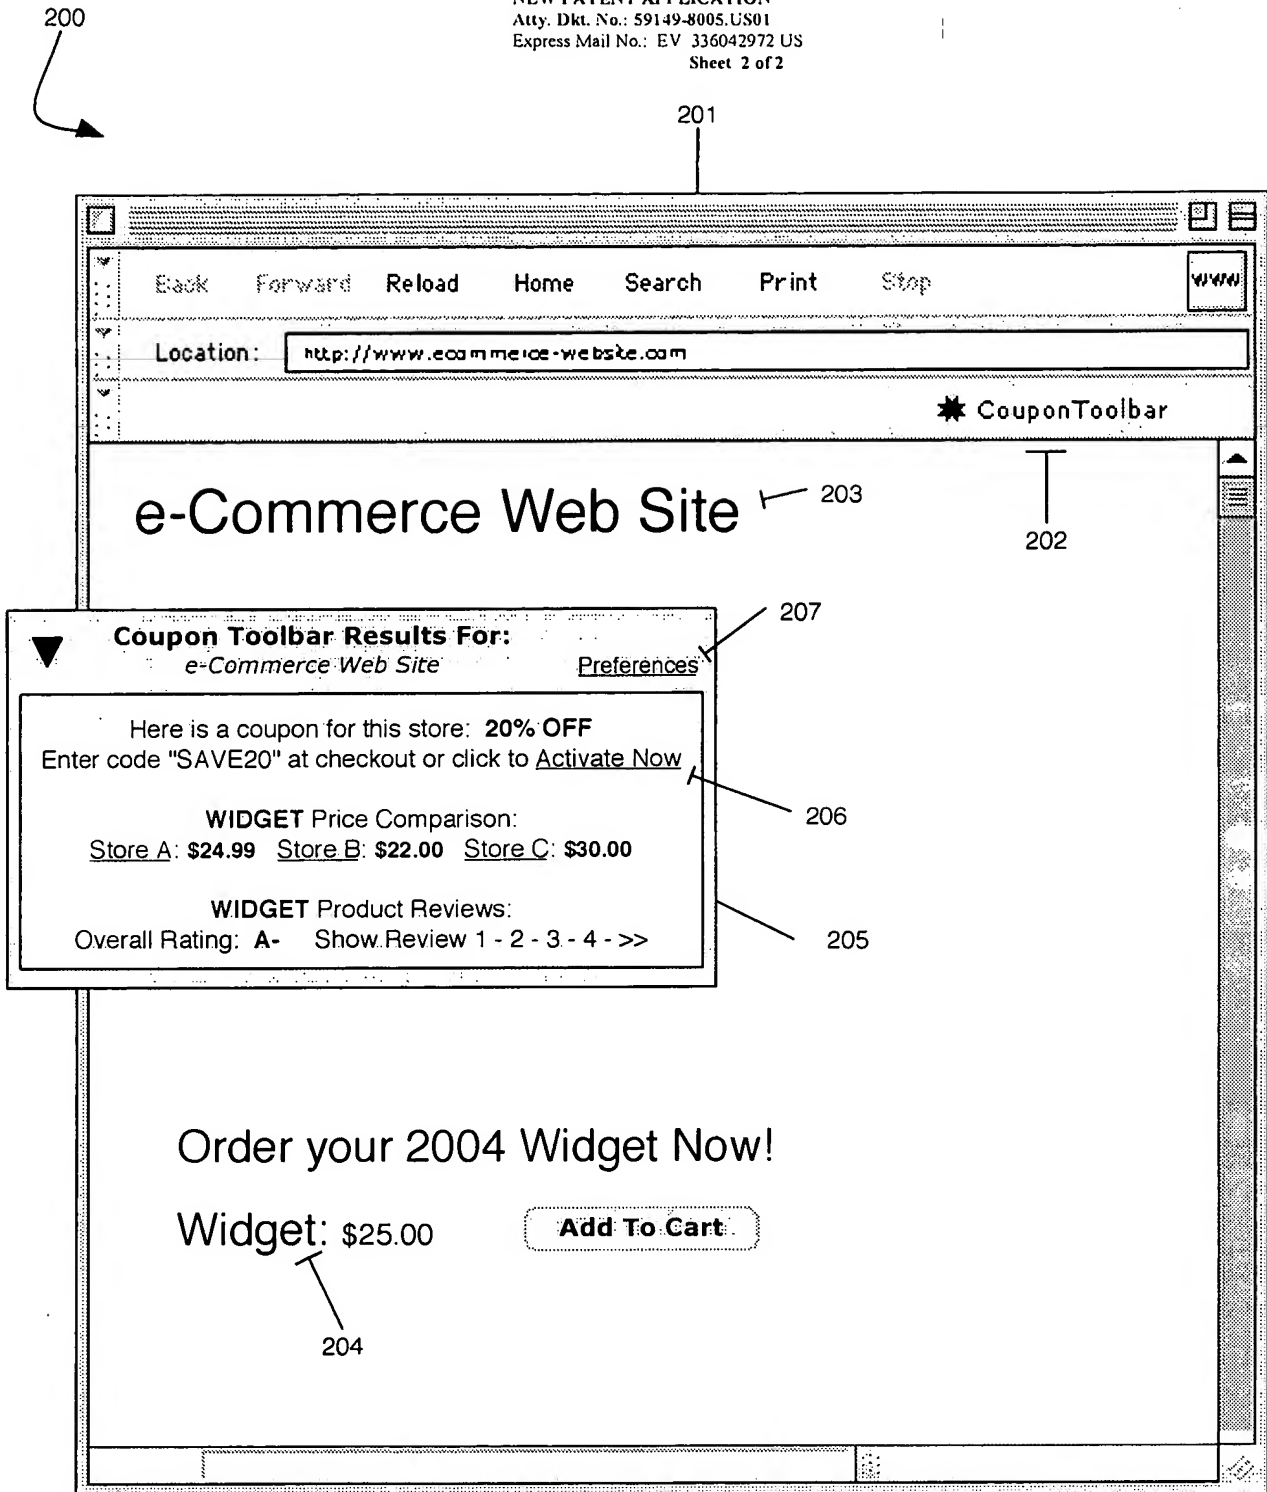 200
NEW PATENT APPLICATION
Atty. Dkt. No.: 59149-8005.US01
Express Mail No.: EV 336042972 US
Sheet 2 of 2
201
Back Forward Reload Home Search Print Stop
www
Location: http://www.ecommerce-website.com
CouponToolbar
e-Commerce Web Site
203
202
207
Coupon Toolbar Results For:
e-Commerce Web Site Preferences
Here is a coupon for this store: 20% OFF
Enter code "SAVE20" at checkout or click to Activate Now
206
WIDGET Price Comparison:
Store A: $24.99 Store B: $22.00 Store C: $30.00
WIDGET Product Reviews:
Overall Rating: A- Show Review 1 - 2 - 3 - 4 - >>
205
Order your 2004 Widget Now!
Widget: $25.00 Add To Cart
204